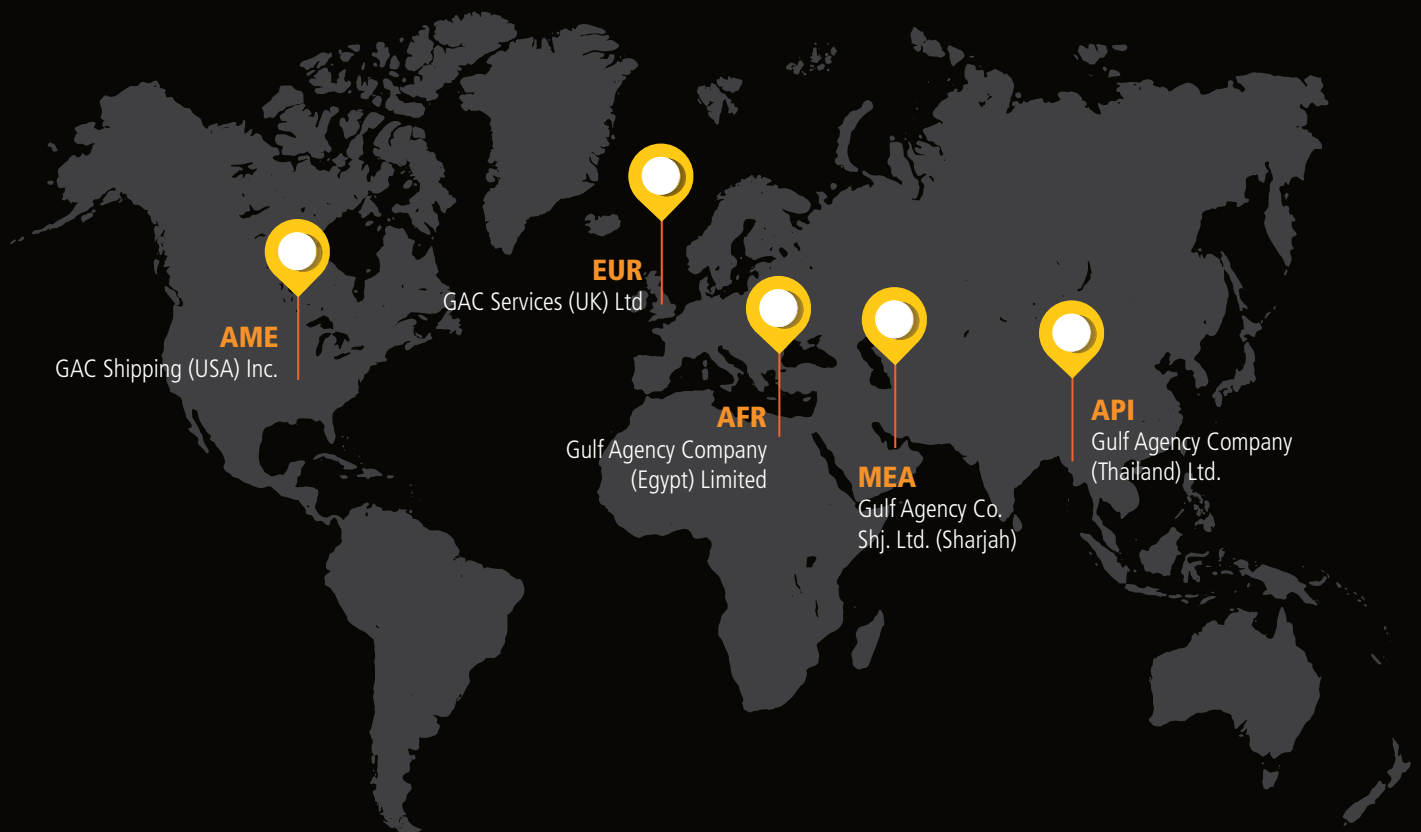 EUR
GAC Services (UK) Ltd
AME
GAC Shipping (USA) Inc.
AFR
Gulf Agency Company
(Egypt) Limited
MEA
Gulf Agency Co.
Shj. Ltd. (Sharjah)
API
Gulf Agency Company
(Thailand) Ltd.